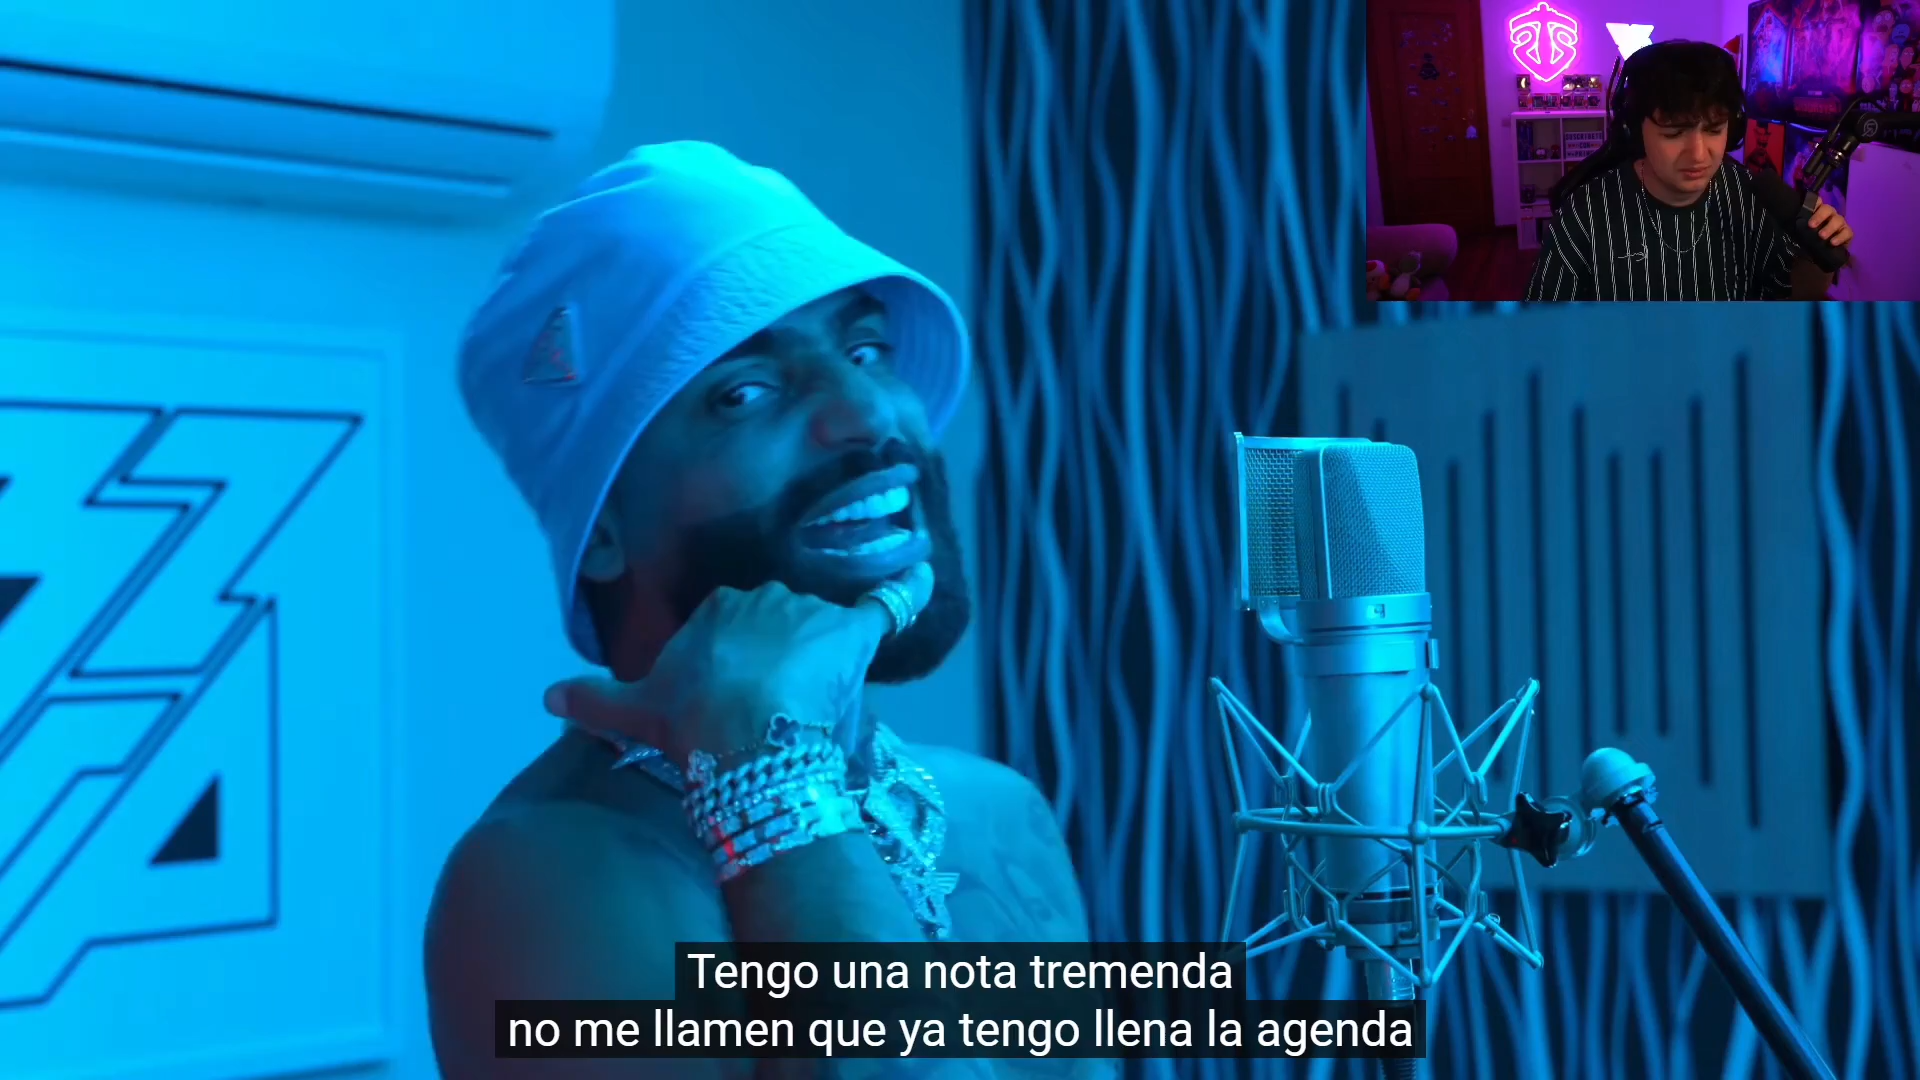 Tengo una nota tremenda
no me llamen que ya tengo llena la agenda